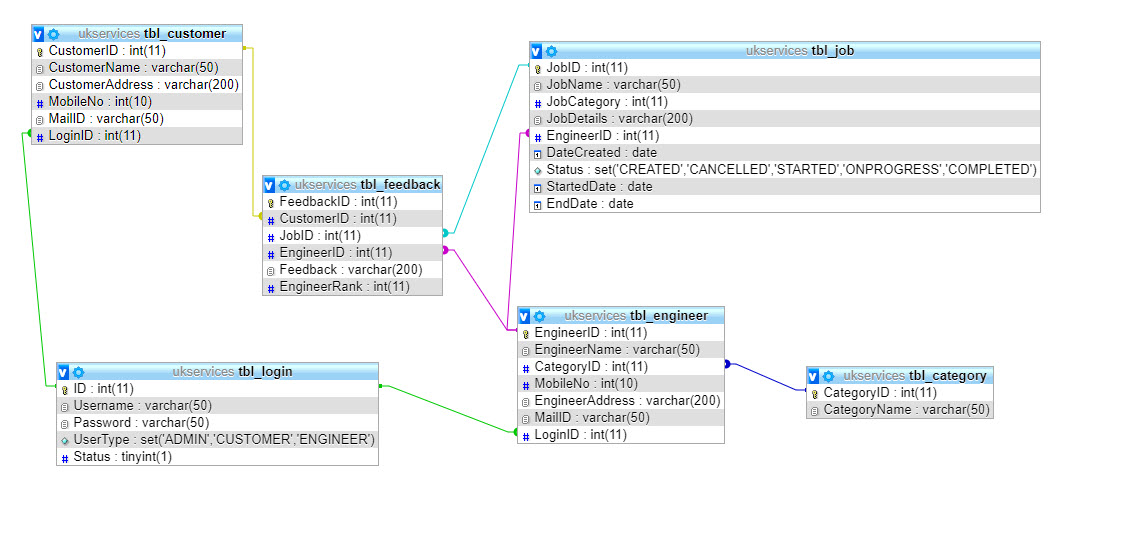 ukservices tbl_customer
CustomerID : int(11)
CustomerName : varchar(50)
CustomerAddress : varchar(200)
MobileNo : int(10)
MailID : varchar(50)
LoginID : int(11)
ukservices tbl_job
JobID : int(11)
JobName : varchar(50)
JobCategory : int(11)
JobDetails : varchar(200)
EngineerID : int(11)
DateCreated : date
Status : set('CREATED','CANCELLED','STARTED','ONPROGRESS','COMPLETED')
StartedDate : date
EndDate : date
ukservices tbl_feedback
FeedbackID : int(11)
CustomerID : int(11)
JobID : int(11)
EngineerID : int(11)
Feedback : varchar(200)
EngineerRank : int(11)
ukservices tbl_engineer
EngineerID : int(11)
EngineerName : varchar(50)
CategoryID : int(11)
MobileNo : int(10)
EngineerAddress : varchar(200)
MailID : varchar(50)
LoginID : int(11)
ukservices tbl_login
ID : int(11)
Username : varchar(50)
Password : varchar(50)
UserType : set('ADMIN','CUSTOMER','ENGINEER')
Status : tinyint(1)
ukservices tbl_category
CategoryID : int(11)
CategoryName : varchar(50)